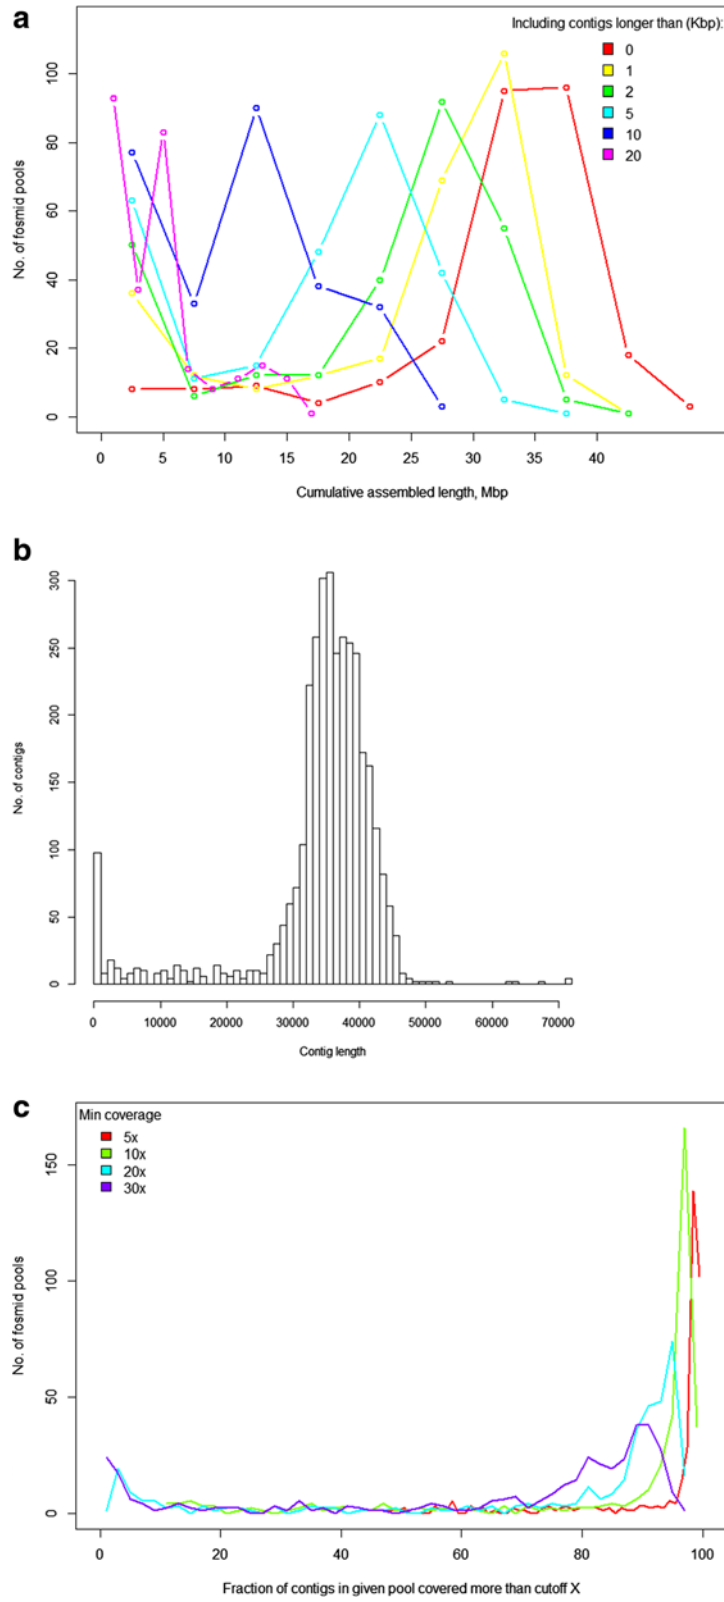 a
Including contigs longer than (Kbp):
0
1
2
5
10
20
No. of fosmid pools
0
20
40
60
80
100
0 5 10 15 20 25 30 35 40
Cumulative assembled length, Mbp
b
No. of contigs
0
50
100
150
200
250
300
0 10000 20000 30000 40000 50000 60000 70000
Contig length
c
Min coverage
5x
10x
20x
30x
No. of fosmid pools
0
50
100
150
0 20 40 60 80 100
Fraction of contigs in given pool covered more than cutoff X